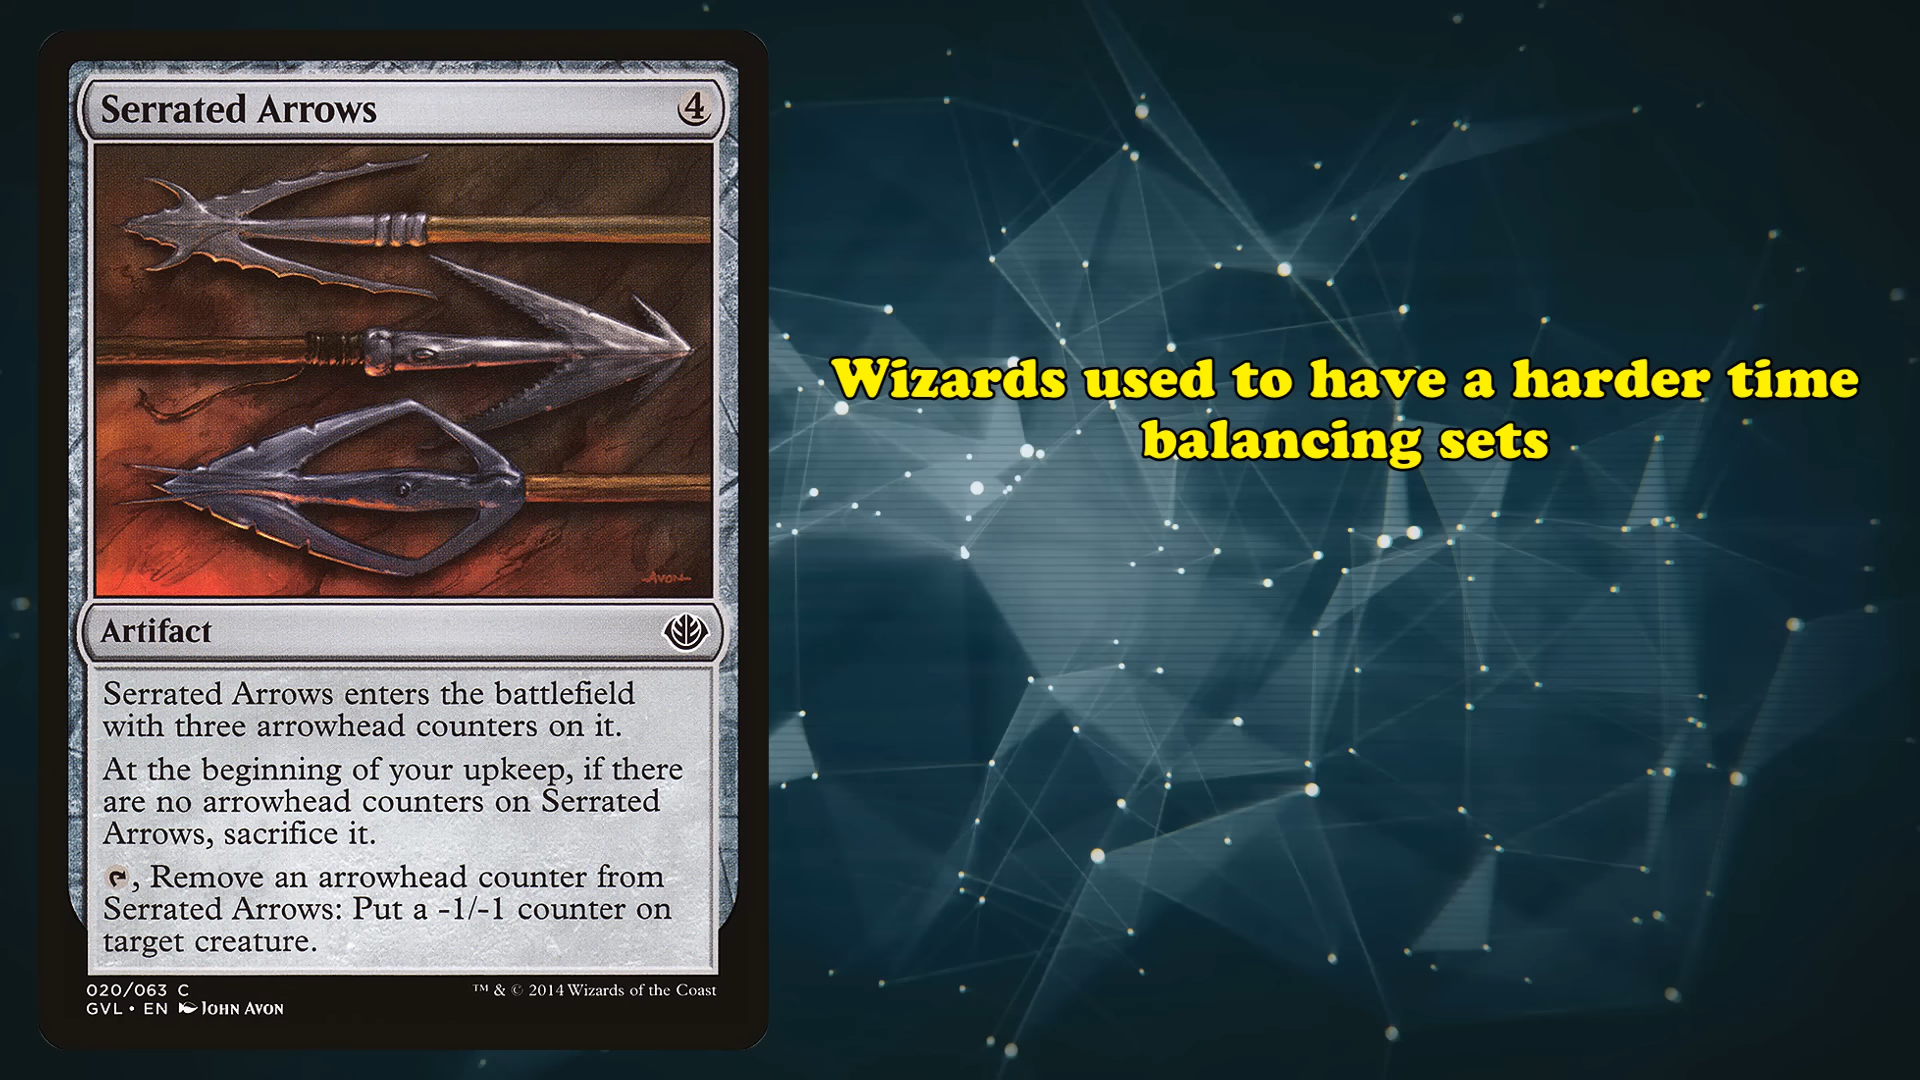 Serrated Arrows 4
AVON
Artifact
Serrated Arrows enters the battlefield
with three arrowhead counters on it.
At the beginning of your upkeep, if there
are no arrowhead counters on Serrated
Arrows, sacrifice it.
, Remove an arrowhead counter from
Serrated Arrows: Put a -1/-1 counter on
target creature.
020/063 C
GVL • EN John Avon
™ & © 2014 Wizards of the Coast
Wizards used to have a harder time
balancing sets